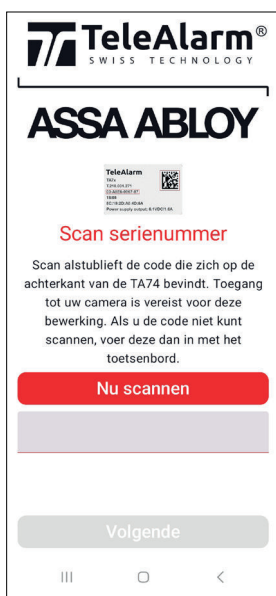 TeleAlarm®
SWISS TECHNOLOGY
ASSA ABLOY
TeleAlarm
TA74
Scan serienummer
Scan alstublieft de code die zich op de
achterkant van de TA74 bevindt. Toegang
tot uw camera is vereist voor deze
bewerking. Als u de code niet kunt
scannen, voer deze dan in met het
toetsenbord.
Nu scannen
Volgende